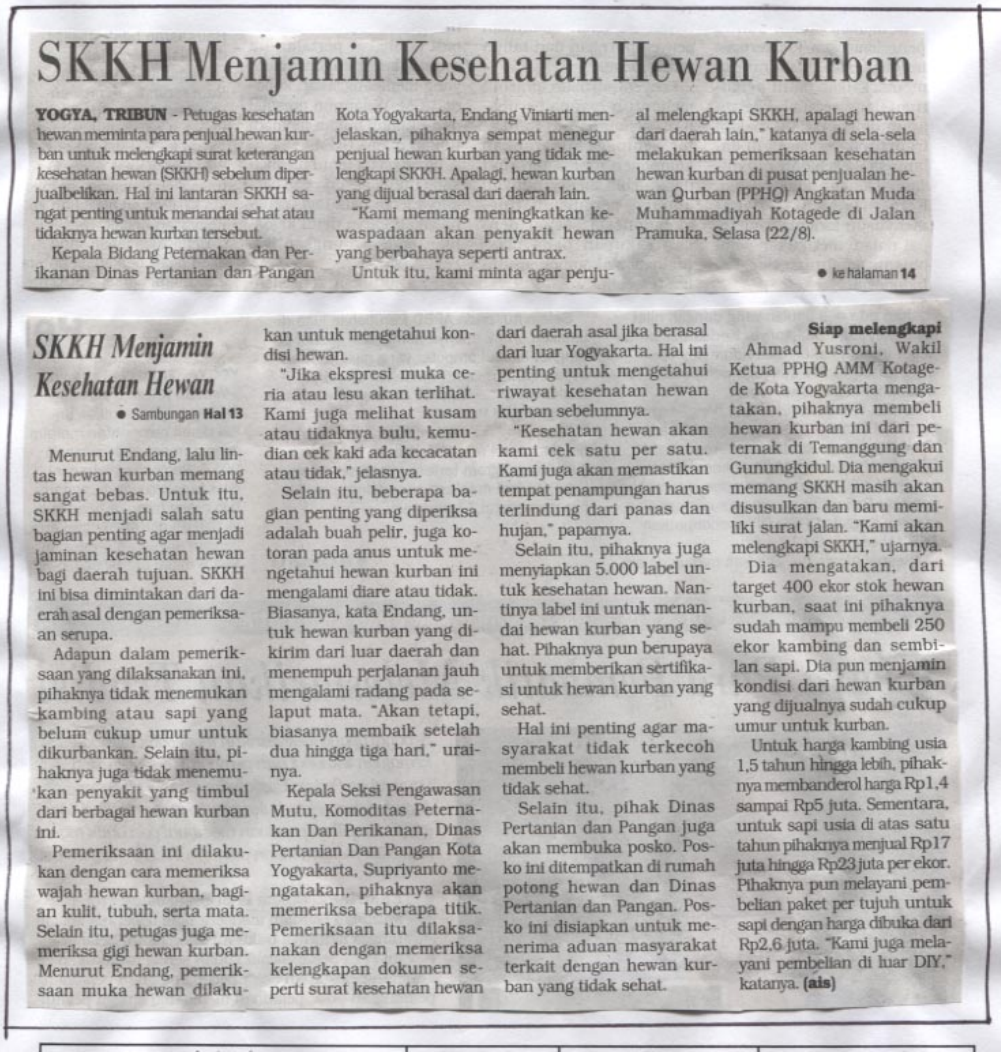 SKKH Menjamin Kesehatan Hewan Kurban
YOGYA, TRIBUN - Petugas kesehatan
hewan meminta para penjual hewan kur-
ban untuk melengkapi surat keterangan
kesehatan hewan (SKKH) sebelum diper-
jualbelikan. Hal ini lantaran SKKH sa-
ngat penting untuk menandai sehat atau
tidaknya hewan kurban tersebut.
Kepala Bidang Peternakan dan Per-
ikanan Dinas Pertanian dan Pangan
Kota Yogyakarta, Endang Viniarti men-
jelaskan, pihaknya sempat menegur
penjual hewan kurban yang tidak me-
lengkapi SKKH. Apalagi, hewan kurban
yang dijual berasal dari daerah lain.
"Kami memang meningkatkan ke-
waspadaan akan penyakit hewan
yang berbahaya seperti antrax.
Untuk itu, kami minta agar penju-
al melengkapi SKKH, apalagi hewan
dari daerah lain," katanya di sela-sela
melakukan pemeriksaan kesehatan
hewan kurban di pusat penjualan he-
wan Qurban (PPHQ) Angkatan Muda
Muhammadiyah Kotagede di Jalan
Pramuka, Selasa (22/8).
● ke halaman 14
SKKH Menjamin
Kesehatan Hewan
● Sambungan Hal 13
Menurut Endang, lalu lin-
tas hewan kurban memang
sangat bebas. Untuk itu,
SKKH menjadi salah satu
bagian penting agar menjadi
jaminan kesehatan hewan
bagi daerah tujuan. SKKH
ini bisa dimintakan dari da-
erah asal dengan pemeriksa-
an serupa.
Adapun dalam pemerik-
saan yang dilaksanakan ini,
pihaknya tidak menemukan
kambing atau sapi yang
belum cukup umur untuk
dikurbankan. Selain itu, pi-
haknya juga tidak menemu-
kan penyakit yang timbul
dari berbagai hewan kurban
ini.
Pemeriksaan ini dilaku-
kan dengan cara memeriksa
wajah hewan kurban, bagi-
an kulit, tubuh, serta mata.
Selain itu, petugas juga me-
meriksa gigi hewan kurban.
Menurut Endang, pemerik-
saan muka hewan dilaku-
kan untuk mengetahui kon-
disi hewan.
"Jika ekspresi muka ce-
ria atau lesu akan terlihat.
Kami juga melihat kusam
atau tidaknya bulu, kemu-
dian cek kaki ada kecacatan
atau tidak," jelasnya.
Selain itu, beberapa ba-
gian penting yang diperiksa
adalah buah pelir, juga ko-
toran pada anus untuk me-
ngetahui hewan kurban ini
mengalami diare atau tidak.
Biasanya, kata Endang, un-
tuk hewan kurban yang di-
kirim dari luar daerah dan
menempuh perjalanan jauh
mengalami radang pada se-
laput mata. "Akan tetapi,
biasanya membaik setelah
dua hingga tiga hari," urai-
nya.
Kepala Seksi Pengawasan
Mutu, Komoditas Peterna-
kan Dan Perikanan, Dinas
Pertanian Dan Pangan Kota
Yogyakarta, Supriyanto me-
ngatakan, pihaknya akan
memeriksa beberapa titik.
Pemeriksaan itu dilaksa-
nakan dengan memeriksa
kelengkapan dokumen se-
perti surat kesehatan hewan
dari daerah asal jika berasal
dari luar Yogyakarta. Hal ini
penting untuk mengetahui
riwayat kesehatan hewan
kurban sebelumnya.
"Kesehatan hewan akan
kami cek satu per satu.
Kami juga akan memastikan
tempat penampungan harus
terlindung dari panas dan
hujan," paparnya.
Selain itu, pihaknya juga
menyiapkan 5.000 label un-
tuk kesehatan hewan. Nan-
tinya label ini untuk menan-
dai hewan kurban yang se-
hat. Pihaknya pun berupaya
untuk memberikan sertifika-
si untuk hewan kurban yang
sehat.
Hal ini penting agar ma-
syarakat tidak terkecoh
membeli hewan kurban yang
tidak sehat.
Selain itu, pihak Dinas
Pertanian dan Pangan juga
akan membuka posko. Pos-
ko ini ditempatkan di rumah
potong hewan dan Dinas
Pertanian dan Pangan. Pos-
ko ini disiapkan untuk me-
nerima aduan masyarakat
terkait dengan hewan kur-
ban yang tidak sehat.
Siap melengkapi
Ahmad Yusroni, Wakil
Ketua PPHQ AMM Kotage-
de Kota Yogyakarta menga-
takan, pihaknya membeli
hewan kurban ini dari pe-
ternak di Temanggung dan
Gunungkidul. Dia mengakui
memang SKKH masih akan
disusulkan dan baru memi-
liki surat jalan. "Kami akan
melengkapi SKKH," ujarnya.
Dia mengatakan, dari
target 400 ekor stok hewan
kurban, saat ini pihaknya
sudah mampu membeli 250
ekor kambing dan sembi-
lan sapi. Dia pun menjamin
kondisi dari hewan kurban
yang dijualnya sudah cukup
umur untuk kurban.
Untuk harga kambing usia
1,5 tahun hingga lebih, pihak-
nya membanderol harga Rp1,4
sampai Rp5 juta. Sementara,
untuk sapi usia di atas satu
tahun pihaknya menjual Rp17
juta hingga Rp23 juta per ekor.
Pihaknya pun melayani pem-
belian paket per tujuh untuk
sapi dengan harga dibuka dari
Rp2,6 juta. "Kami juga mela-
yani pembelian di luar DIY,"
katanya. (ais)